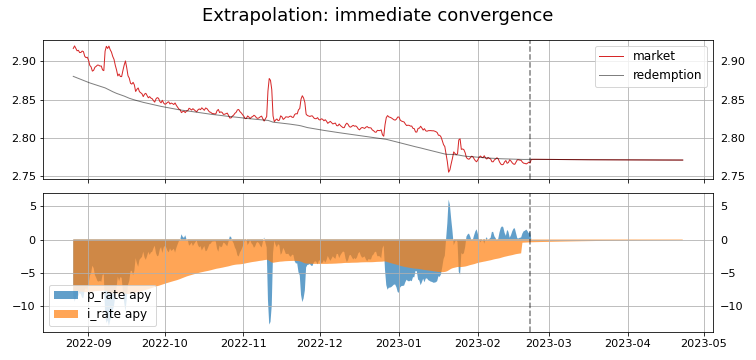 Extrapolation: immediate convergence
2.90
2.85
2.80
2.75
market
redemption
2.90
2.85
2.80
2.75
5
0
−5
−10
p_rate apy
i_rate apy
5
0
−5
−10
2022-09 2022-10 2022-11 2022-12 2023-01 2023-02 2023-03 2023-04 2023-05